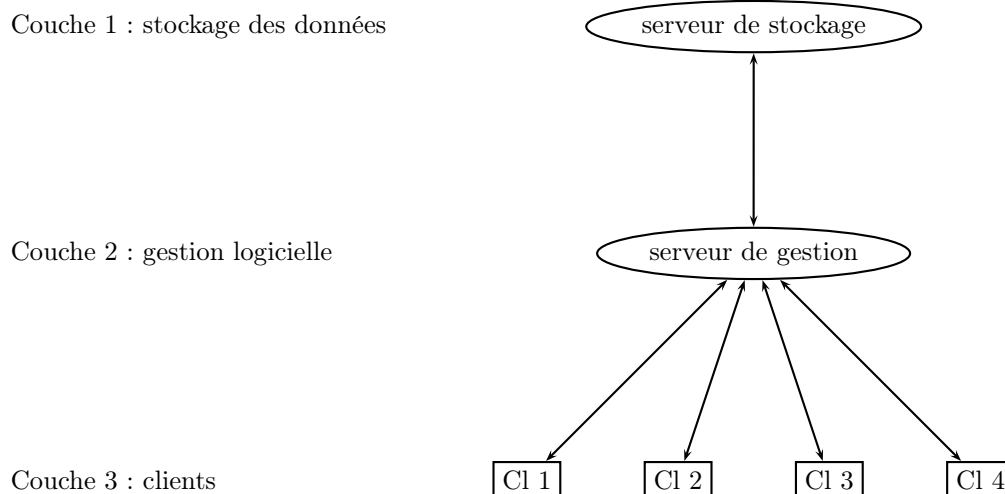 Couche 1 : stockage des données
serveur de stockage
Couche 2 : gestion logicielle
serveur de gestion
Couche 3 : clients
Cl 1
Cl 2
Cl 3
Cl 4